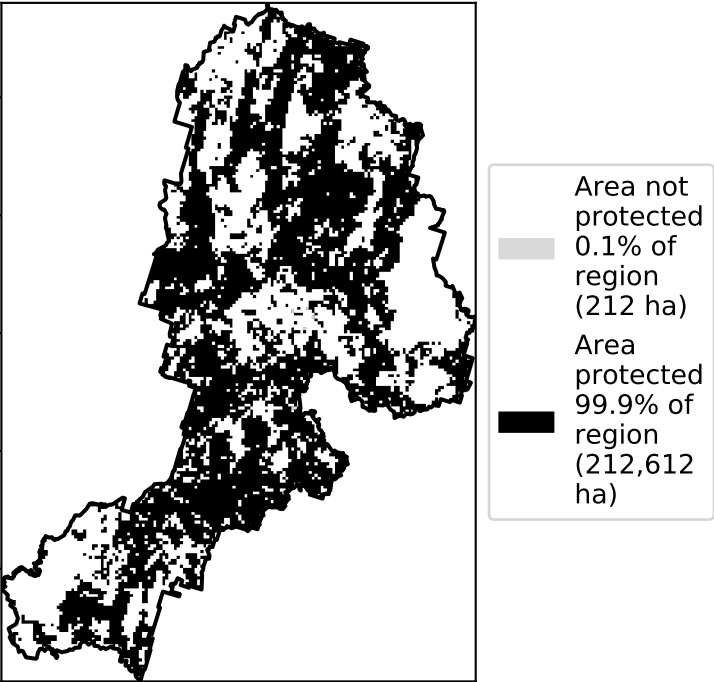 Area not
protected
0.1% of
region
(212 ha)
Area
protected
99.9% of
region
(212,612
ha)